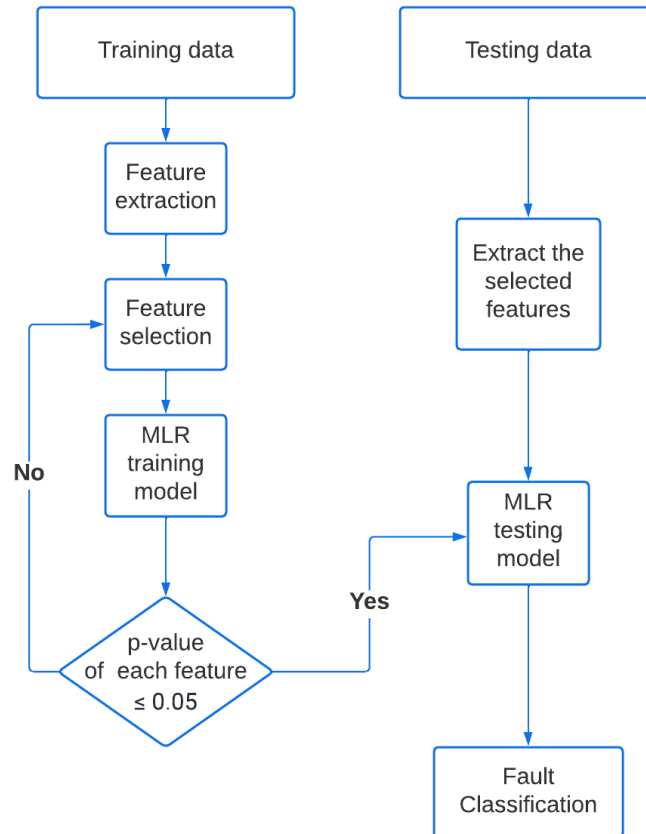 Training data
Testing data
Feature
extraction
Extract the
selected
features
Feature
selection
MLR
training
model
No
MLR
testing
model
Yes
p-value
of  each feature
≤ 0.05
Fault
Classification